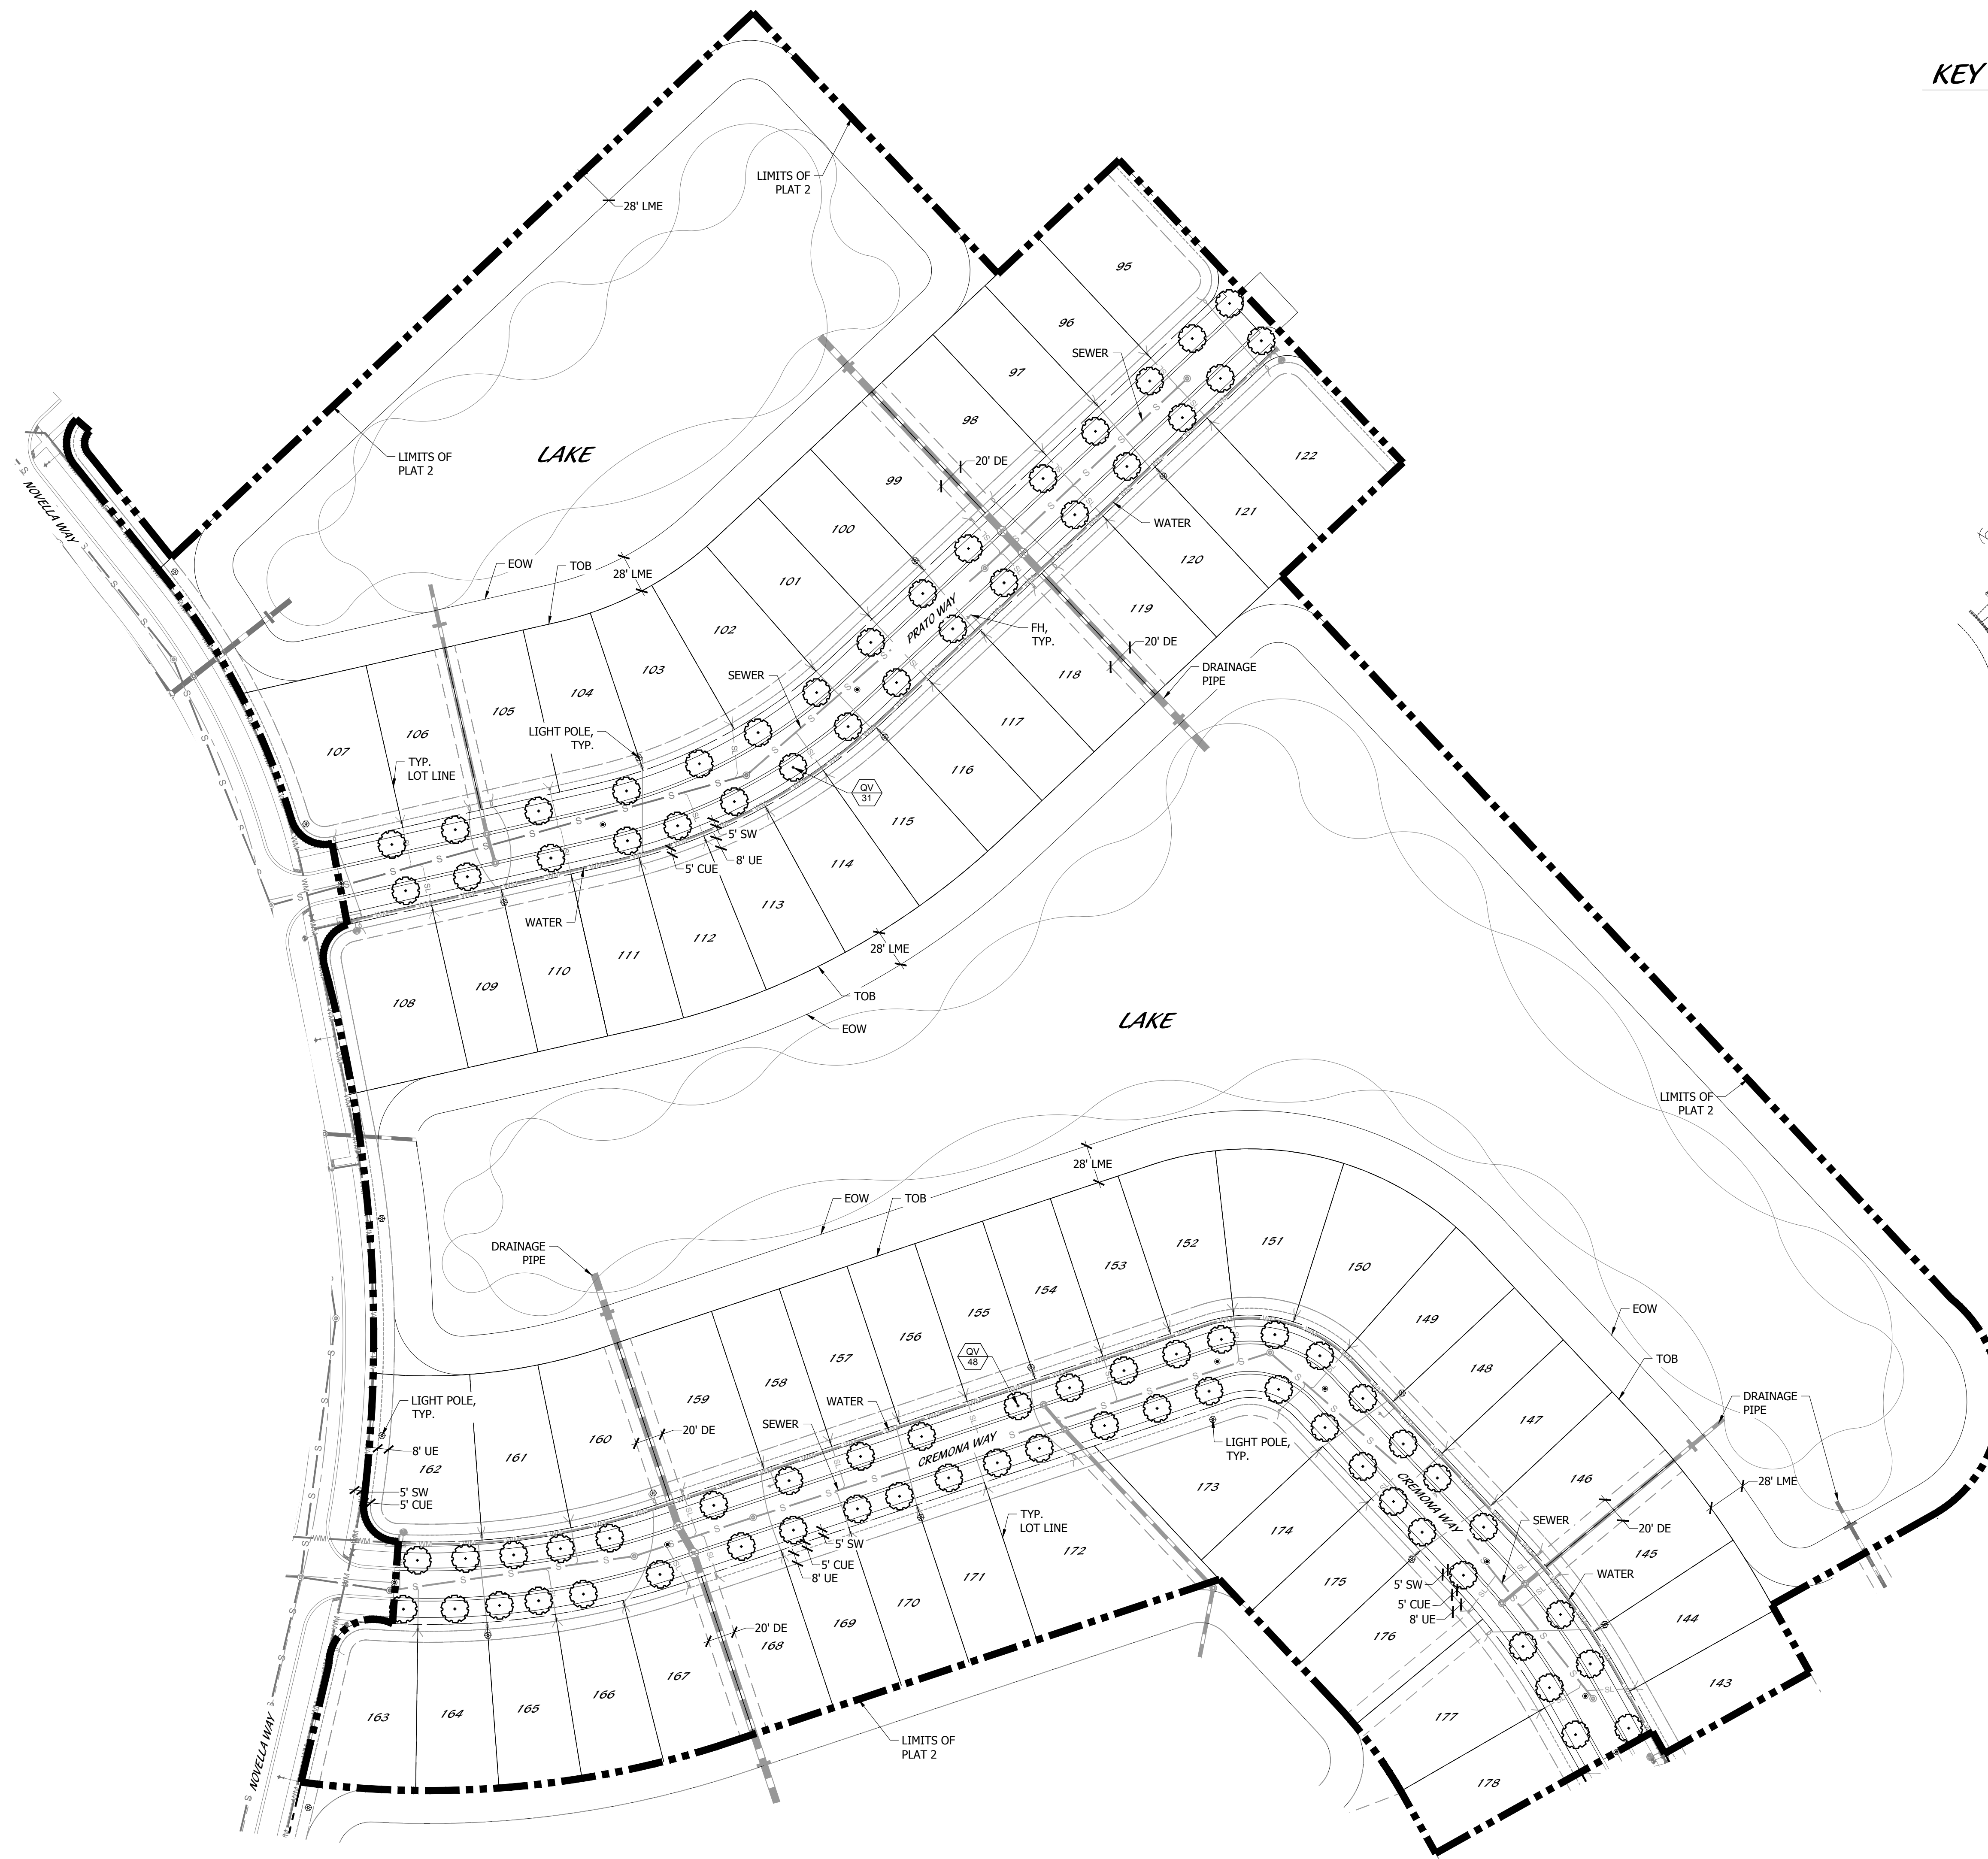 KEY
LIMITS OF
PLAT 2
28' LME
95
96
SEWER
97
98
LIMITS OF
PLAT 2
LAKE
20' DE
99
122
121
NOVELLA WAY
100
WATER
EOW
TOB
28' LME
101
120
PRATO WAY
119
FH,
TYP.
20' DE
102
103
SEWER
118
DRAINAGE
PIPE
104
105
106
107
LIGHT POLE,
TYP.
117
TYP.
LOT LINE
116
QV
31
115
5' SW
8' UE
5' CUE
114
WATER
113
112
111
110
109
108
28' LME
TOB
EOW
LAKE
LIMITS OF
PLAT 2
28' LME
EOW
TOB
DRAINAGE
PIPE
152
151
150
153
154
155
156
157
158
159
149
148
147
146
EOW
TOB
QV
48
WATER
SEWER
CREMONA WAY
LIGHT POLE,
TYP.
DRAINAGE
PIPE
LIGHT POLE,
TYP.
8' UE
162
161
160
20' DE
5' SW
5' CUE
173
CREMONA WAY
28' LME
SEWER
20' DE
145
TYP.
LOT LINE
172
174
5' SW
5' CUE
8' UE
171
170
169
175
5' SW
5' CUE
8' UE
WATER
144
143
20' DE
168
167
166
165
164
163
176
177
178
LIMITS OF
PLAT 2
NOVELLA WAY